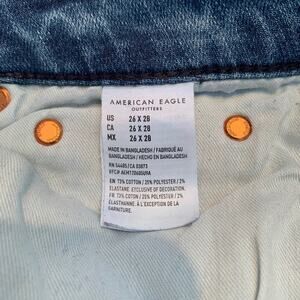 AMERICAN EAGLE
OUTFITTERS
US 26 X 28
CA 26 X 28
MX 26 X 28
MADE IN BANGLADESH / FABRIQUÉ AU
BANGLADESH / HECHO EN BANGLADESH
RN 54485/CA 03073
EN: 73% COTTON / 25% POLYESTER / 2%
ELASTANE. EXCLUSIVE OF DECORATION.
FR: 73% COTON / 25% POLYESTER / 2%
ÉLASTHANNE. À L'EXCEPTION DE LA
GARNITURE.